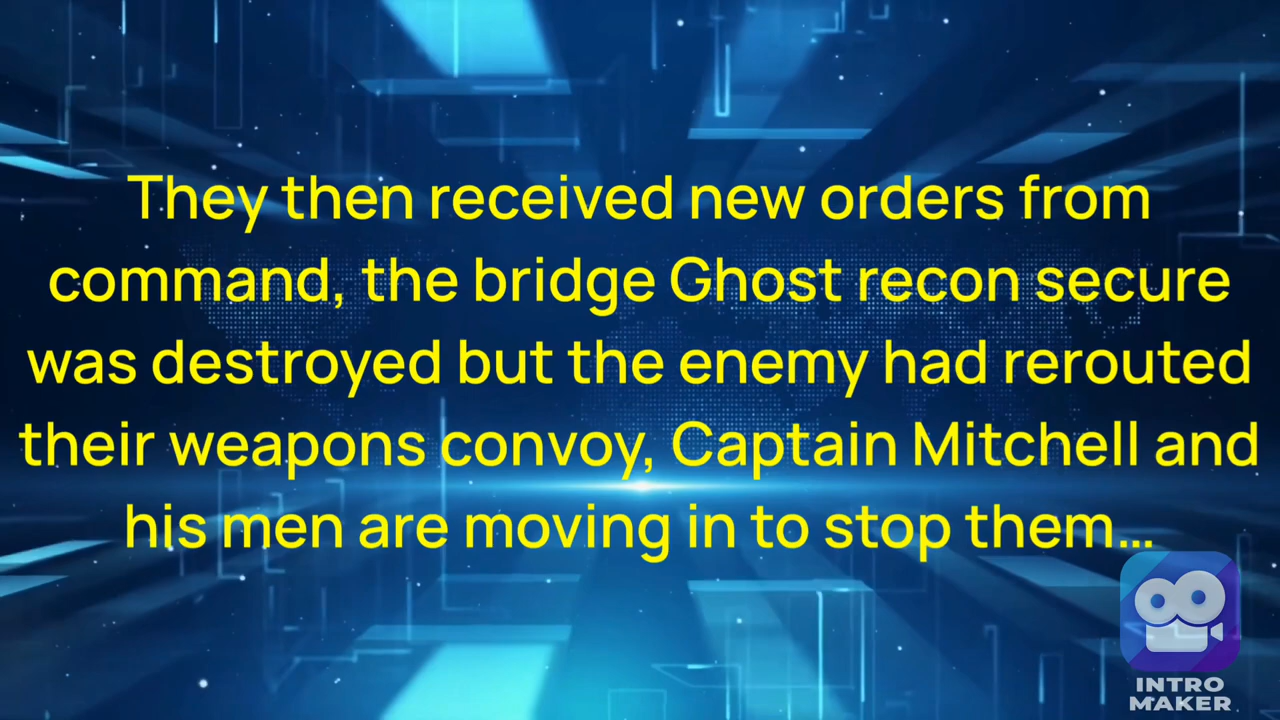 They then received new orders from
command, the bridge Ghost recon secure
was destroyed but the enemy had rerouted
their weapons convoy, Captain Mitchell and
his men are moving in to stop them...
INTRO
MAKER